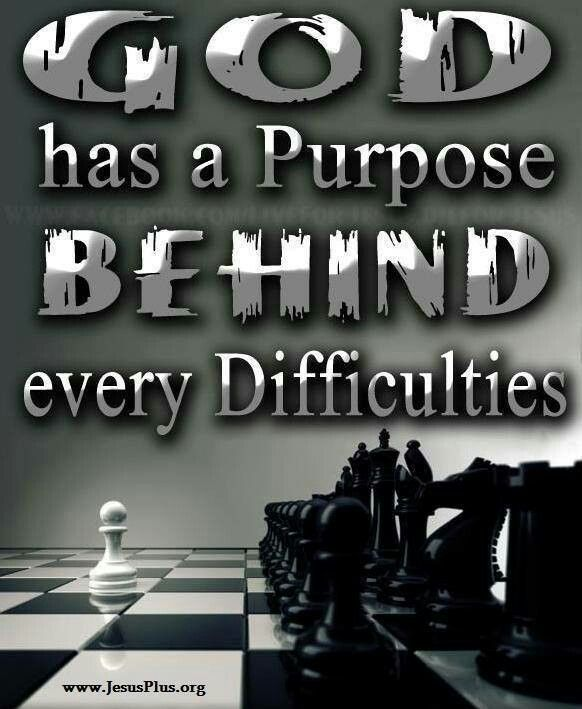 GOD
has a Purpose
BEHIND
every Difficulties
www.JesusPlus.org